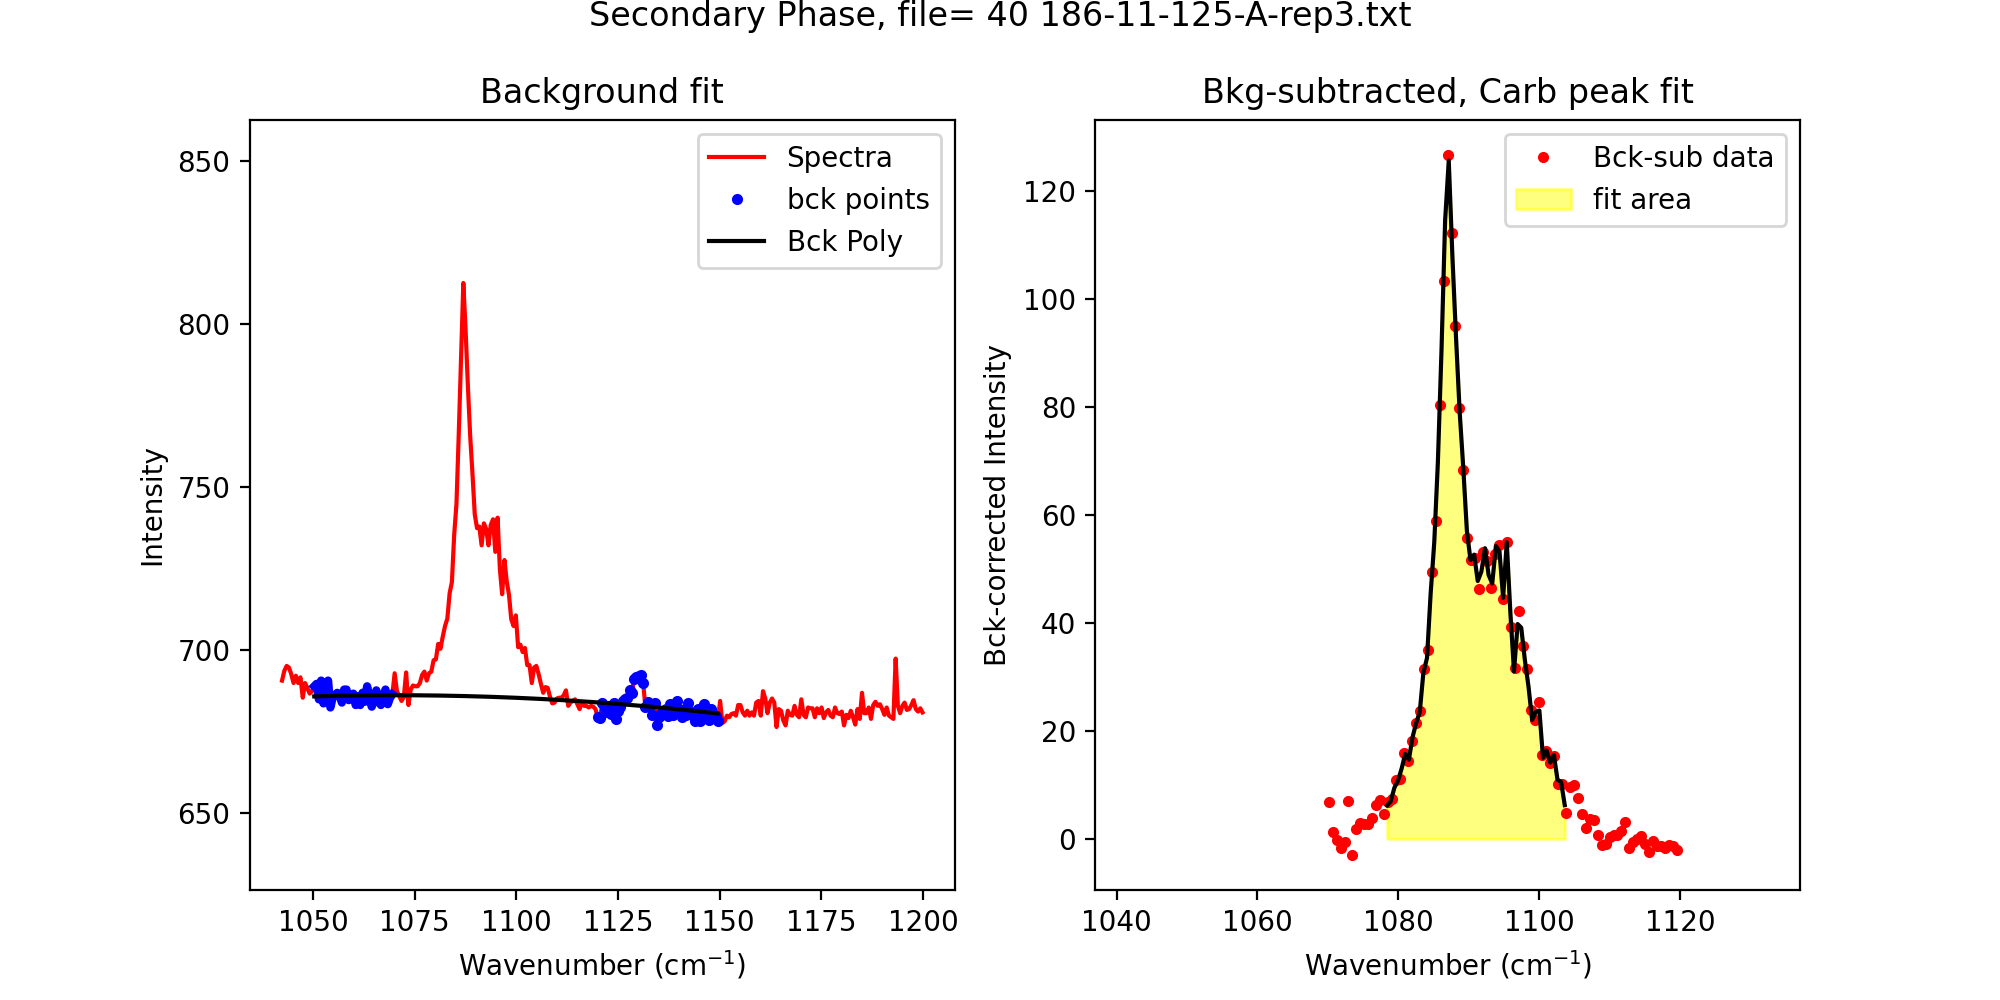 Secondary Phase, file= 40 186-11-125-A-rep3.txt
Background fit
850
800
750
700
650
Intensity
Spectra
bck points
Bck Poly
1050 1075 1100 1125 1150 1175 1200
Wavenumber (cm⁻¹)
Bkg-subtracted, Carb peak fit
120
100
80
60
40
20
0
Bck-corrected Intensity
Bck-sub data
fit area
1040 1060 1080 1100 1120
Wavenumber (cm⁻¹)